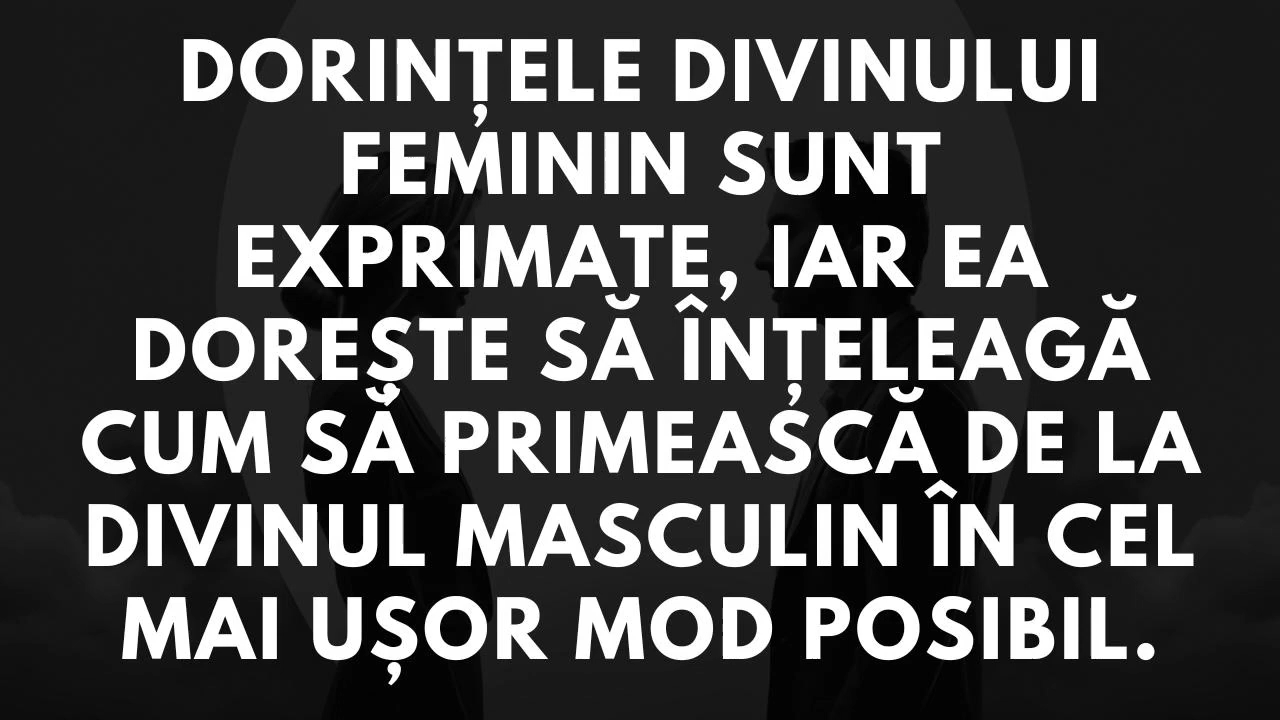 DORINȚELE DIVINULUI
FEMININ SUNT
EXPRIMATE, IAR EA
DOREȘTE SĂ ÎNȚELEAGĂ
CUM SĂ PRIMEASCĂ DE LA
DIVINUL MASCULIN ÎN CEL
MAI UȘOR MOD POSIBIL.